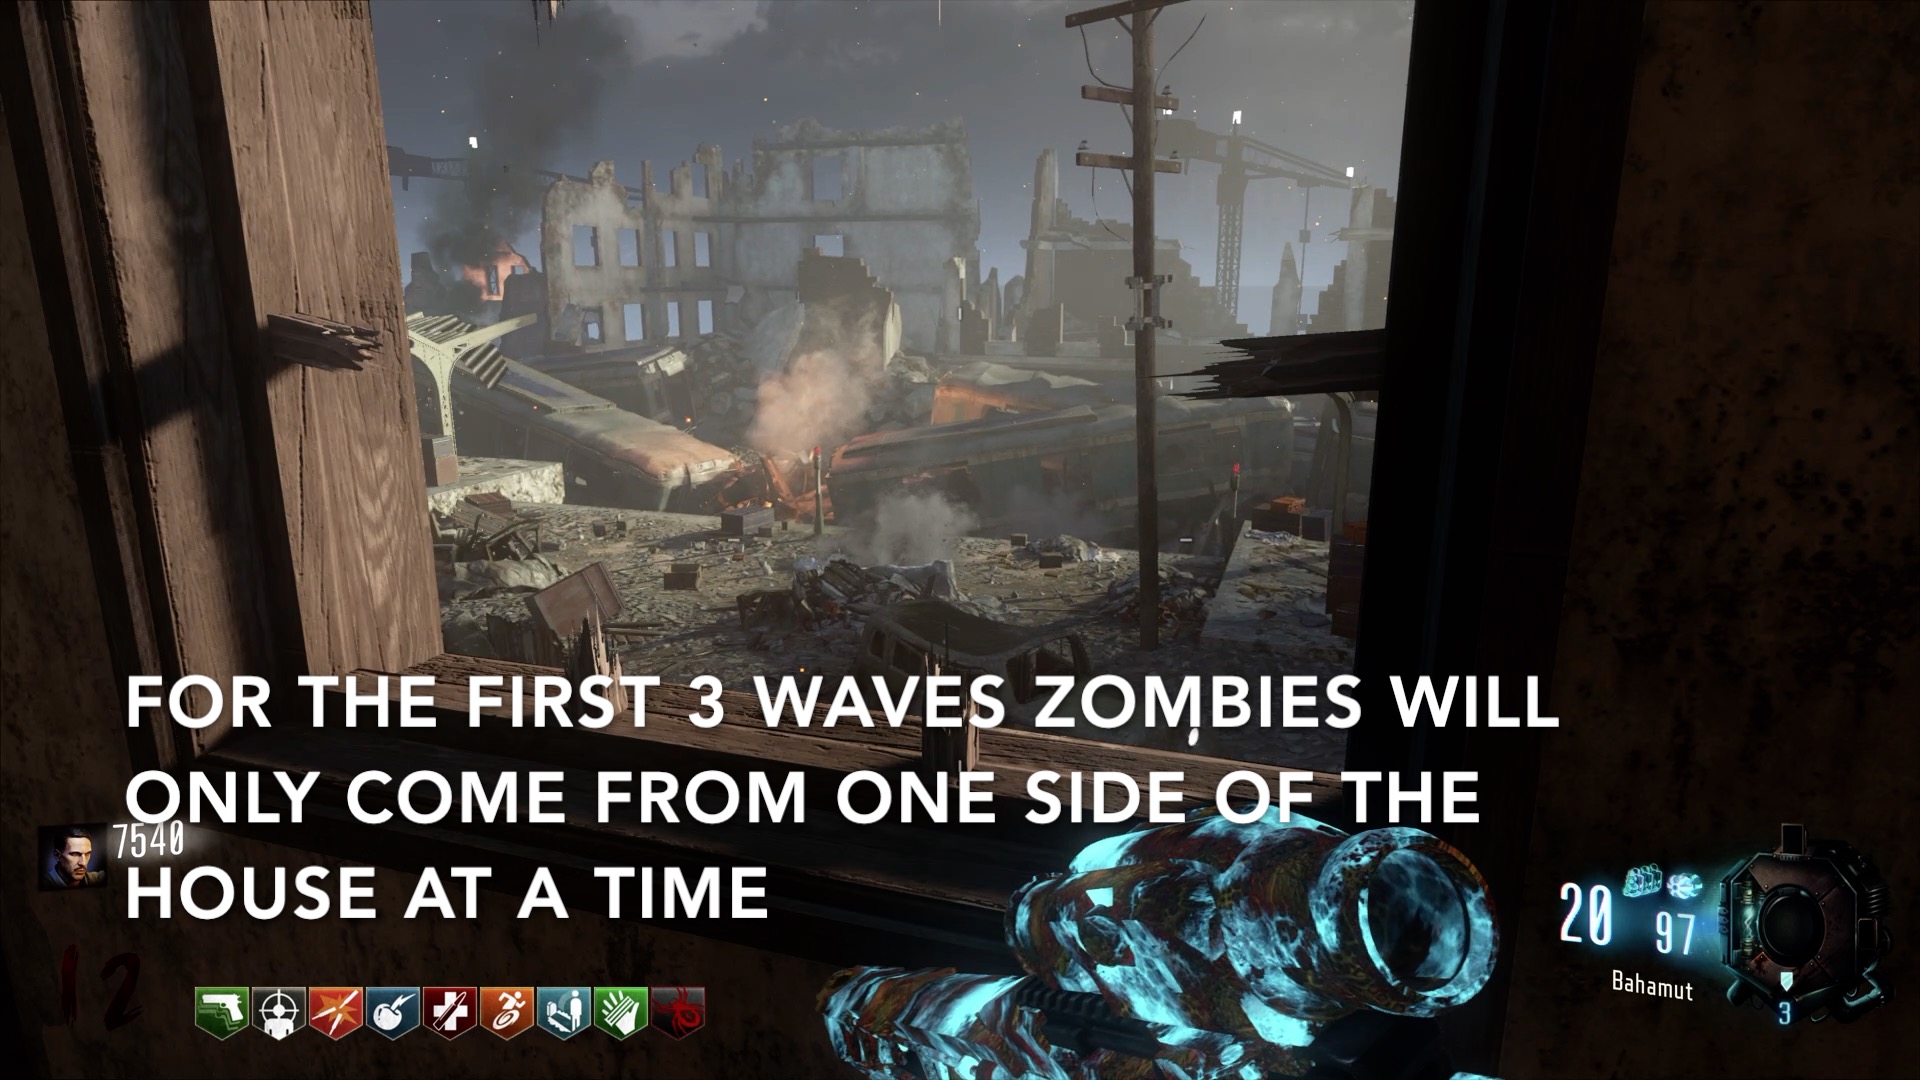 FOR THE FIRST 3 WAVES ZOMBIES WILL
ONLY COME FROM ONE SIDE OF THE
HOUSE AT A TIME
7540
12
20
97
Bahamut
3